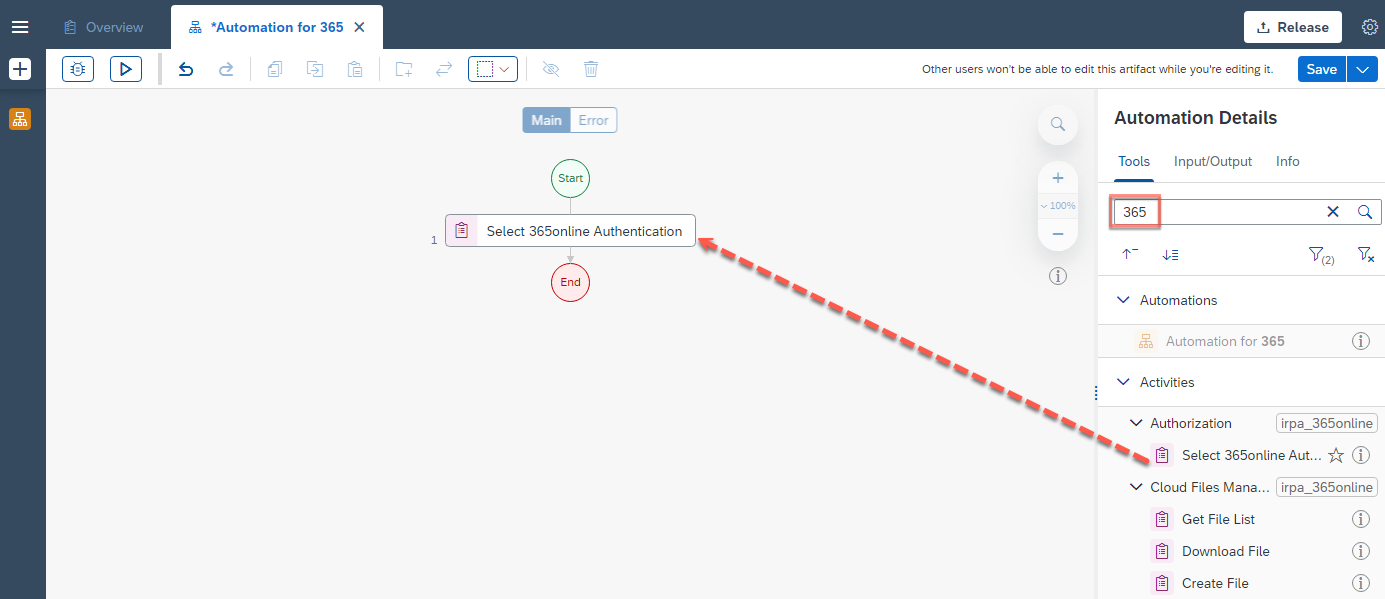 Overview
*Automation for 365
Release
Other users won't be able to edit this artifact while you're editing it.
Save
Main
Error
Start
1
Select 365online Authentication
End
100%
Automation Details
Tools
Input/Output
Info
365
(2)
Automations
Automation for 365
Activities
Authorization
irpa_365online
Select 365online Aut...
Cloud Files Mana...
irpa_365online
Get File List
Download File
Create File